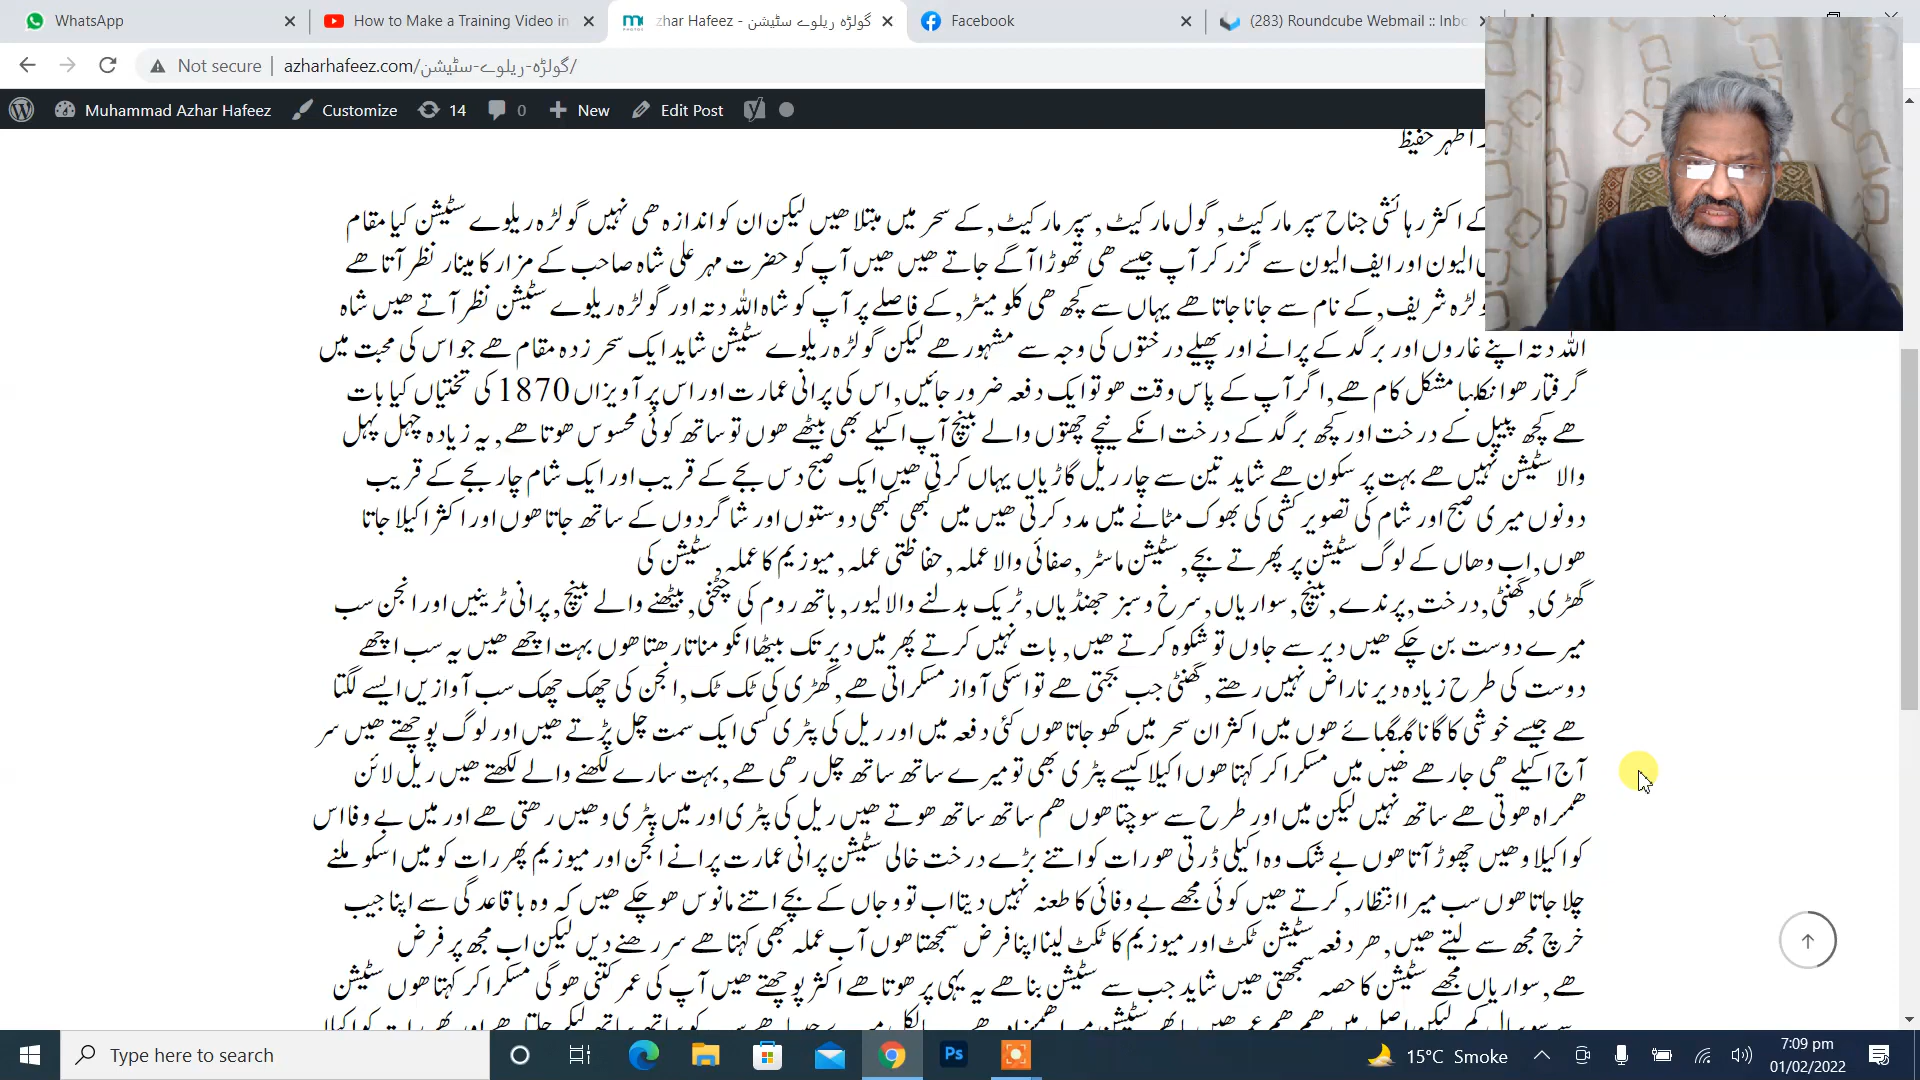 WhatsApp
How to Make a Training Video in
zhar Hafeez - گولڑہ ریلوے سٹیشن
Facebook
(283) Roundcube Webmail :: Inbo
Not secure
azharhafeez.com/گولڑہ-ریلوے-سٹیشن/
Muhammad Azhar Hafeez
Customize
14
0
New
Edit Post
اظہر حفیظ
کے اکثر رہائشی جناح سپر مارکیٹ, گول مارکیٹ, سپر مارکیٹ, کے سحر میں مبتلا ھیں لیکن ان کو اندازہ ھی نہیں گولڑہ ریلوے سٹیشن کیا مقام
الیون اور ایف الیون سے گزر کر آپ جیسے ھی تھوڑا آگے جاتے ھیں ھیں آپ کو حضرت مہر علی شاہ صاحب کے مزار کا مینار نظر آتا ھے
شریف, کے نام سے جانا جاتا ھے یہاں سے کچھ ھی کلو میٹر, کے فاصلے پر آپ کو شاہ اللہ دتہ اور گولڑہ ریلوے سٹیشن نظر آتے ھیں شاہ
اللہ دتہ اپنے غاروں اور برگد کے پرانے اور پھیلے درختوں کی وجہ سے مشہور ھے لیکن گولڑہ ریلوے سٹیشن شاید ایک سحر زدہ مقام ھے جو اس کی محبت میں
گرفتار ھوا مشکل کام ھے, اگر آپ کے پاس وقت ھو تو ایک دفعہ ضرور جائیں, اس کی پرانی عمارت اور اس پر آویزاں 1870 کی تختیاں کیا بات
ھے کچھ پیپل کے درخت اور کچھ برگد کے درخت انکے نیچے چھتوں والے بینچ آپ اکیلے بھی بیٹھے ھوں تو ساتھ کوئی محسوس ھوتا ھے, یہ زیادہ چہل پہل
والا سٹیشن نہیں ھے بہت پر سکون ھے شاید تین سے چار ریل گاڑیاں یہاں کرتی ھیں ایک صبح دس بجے کے قریب اور ایک شام چار بجے کے قریب
دونوں میری صبح اور شام کی تصویر کشی کی بھوک مٹانے میں مدد کرتی ھیں میں کبھی کبھی دوستوں اور شاگردوں کے ساتھ جاتا ھوں اور اکثر اکیلا جاتا
ھوں, اب وھاں کے لوگ سٹیشن پر پھرتے بچے, سٹیشن ماسٹر, صفائی والا عملہ, حفاظتی عملہ, میوزیم کا عملہ, سٹیشن کی
گھڑی, گھنٹی, درخت, پرندے, بینچ, سواریاں, سرخ و سبز جھنڈیاں, ٹریک بدلنے والا لیور, باتھ روم کی چٹخنی, بیٹھنے والے بینچ, پرانی ٹرینیں اور انجن سب
میرے دوست بن چکے ھیں دیر سے جاوں تو شکوہ کرتے ھیں, بات نہیں کرتے پھر میں دیر تک بیٹھا انکو مناتا رھتا ھوں بہت اچھے ھیں یہ سب اچھے
دوست کی طرح زیادہ دیر ناراض نہیں رھتے, گھنٹی جب بجتی ھے تو اسکی آواز مسکراتی ھے, گھڑی کی ٹک ٹک, انجن کی چھک چھک سب آوازیں ایسے لگتا
ھے جیسے خوشی کا گانا ھوں میں اکثر ان سحر میں کھو جاتا ھوں کئی دفعہ میں اور ریل کی پٹری کسی ایک سمت چل پڑتے ھیں اور لوگ پوچھتے ھیں سر
آج اکیلے ھی جا رھے ھیں میں مسکرا کر کہتا ھوں اکیلا کیسے پٹری بھی تو میرے ساتھ ساتھ چل رھی ھے, بہت سارے لکھنے والے لکھتے ھیں ریل لائن
ھمراہ ھوتی ھے ساتھ نہیں لیکن میں اور طرح سے سوچتا ھوں ھم ساتھ ساتھ ھوتے ھیں ریل کی پٹری اور میں پٹری وھیں رھتی ھے اور میں بے وفا اس
کو اکیلا وھیں چھوڑ آتا ھوں بے شک وہ اکیلی ڈرتی ھو رات کو اتنے بڑے درخت خالی سٹیشن پرانی عمارت پرانے انجن اور میوزیم پھر رات کو میں اسکو ملنے
چلا جاتا ھوں سب میرا انتظار, کرتے ھیں کوئی مجھے بے وفائی کا طعنہ نہیں دیتا اب تو وہاں کے بچے اتنے مانوس ھو چکے ھیں کہ وہ باقاعدگی سے اپنا جیب
خرچ مجھ سے لیتے ھیں, ھر دفعہ سٹیشن ٹکٹ اور میوزیم کا ٹکٹ لینا اپنا فرض سمجھتا ھوں آب عملہ بھی کہتا ھے سر رھنے دیں لیکن اب مجھ پر فرض
ھے, سواریاں مجھے سٹیشن کا حصہ سمجھتی ھیں شاید جب سے سٹیشن بنا ھے یہ یہی پر ھوتا ھے اکثر پوچھتے ھیں آپ کی عمر کتنی ھو گی مسکرا کر کہتا ھوں سٹیشن
Type here to search
15°C Smoke
7:09 pm
01/02/2022